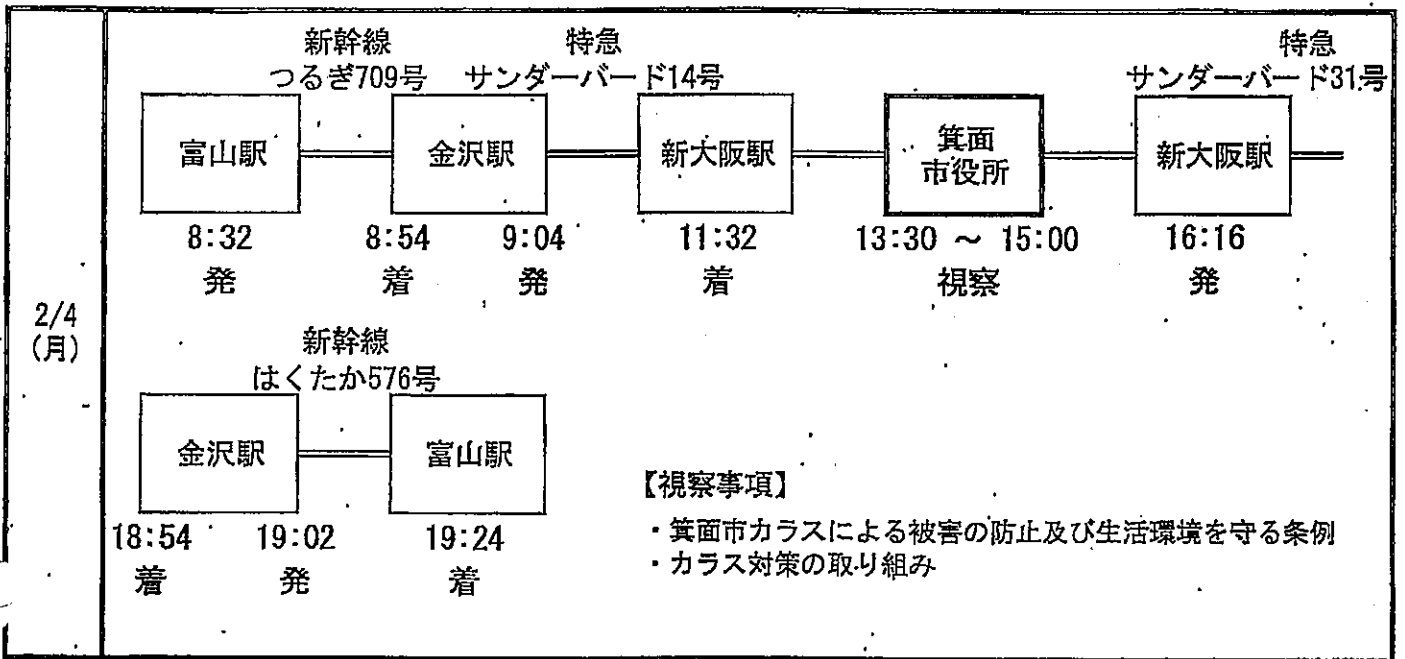 2/4
(月)
新幹線
つるぎ709号
特急
サンダーバード14号
特急
サンダーバード31号
富山駅
金沢駅
新大阪駅
箕面
市役所
新大阪駅
8:32
8:54
9:04
11:32
13:30 ～ 15:00
16:16
発
着
発
着
視察
発
新幹線
はくたか576号
金沢駅
富山駅
18:54
19:02
19:24
着
発
着
【視察事項】
・箕面市カラスによる被害の防止及び生活環境を守る条例
・カラス対策の取り組み